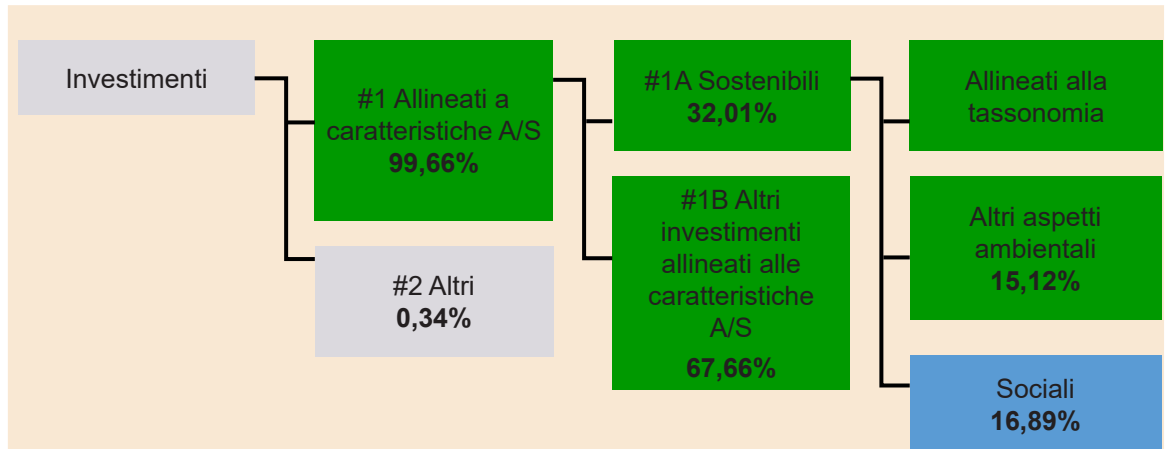 Investimenti
#1 Allineati a
caratteristiche A/S
99,66%
#2 Altri
0,34%
#1A Sostenibili
32,01%
#1B Altri
investimenti
allineati alle
caratteristiche
A/S
67,66%
Allineati alla
tassonomia
Altri aspetti
ambientali
15,12%
Sociali
16,89%